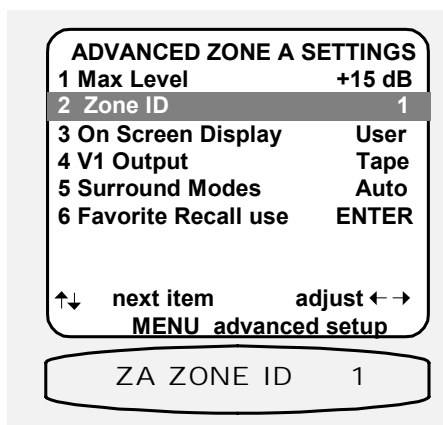 ADVANCED ZONE A SETTINGS
1 Max Level +15 dB
2 Zone ID 1
3 On Screen Display User
4 V1 Output Tape
5 Surround Modes Auto
6 Favorite Recall use ENTER
↑↓ next item adjust ←→
MENU advanced setup
ZA ZONE ID 1